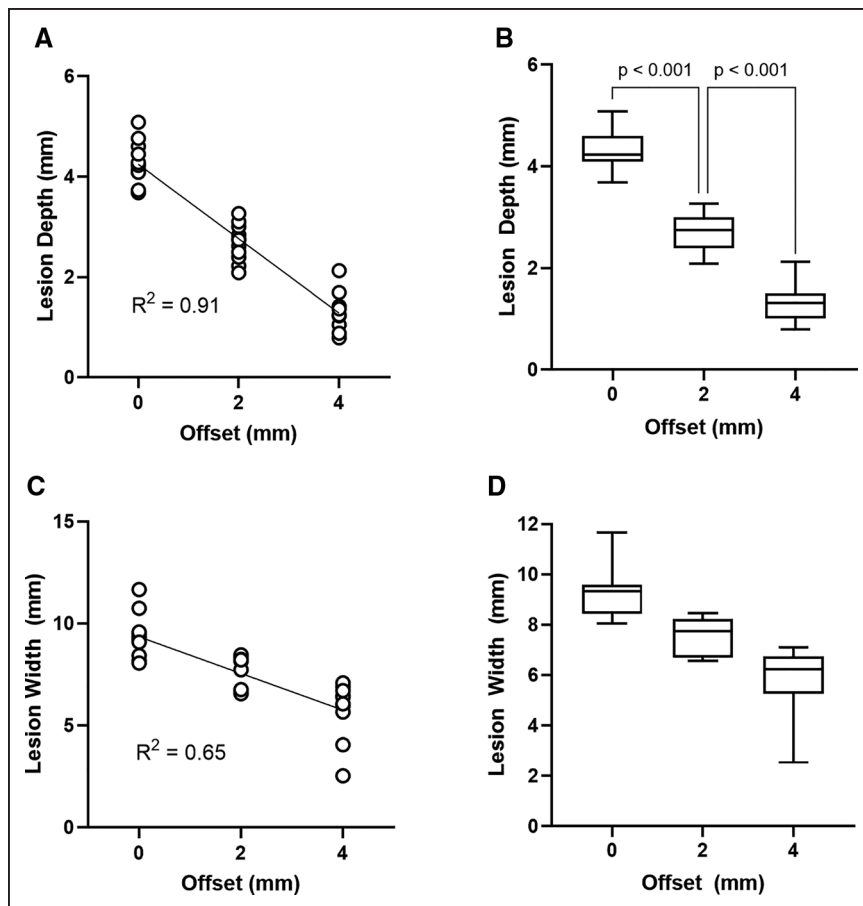 A
6
4
2
0
Lesion Depth (mm)
R² = 0.91
0 2 4
Offset (mm)
B
p < 0.001 p < 0.001
6
4
2
0
Lesion Depth (mm)
0 2 4
Offset (mm)
C
15
10
5
0
Lesion Width (mm)
R² = 0.65
0 2 4
Offset (mm)
D
12
10
8
6
4
2
0
Lesion Width (mm)
0 2 4
Offset (mm)